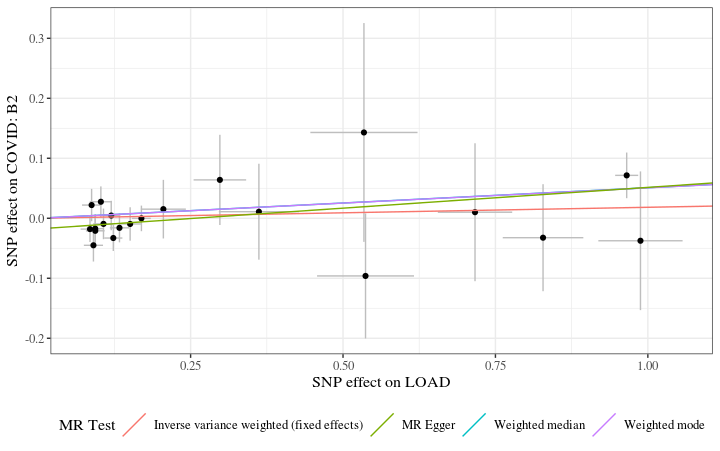 SNP effect on COVID: B2
0.3
0.2
0.1
0.0
-0.1
-0.2
0.25
0.50
0.75
1.00
SNP effect on LOAD
MR Test
Inverse variance weighted (fixed effects)
MR Egger
Weighted median
Weighted mode